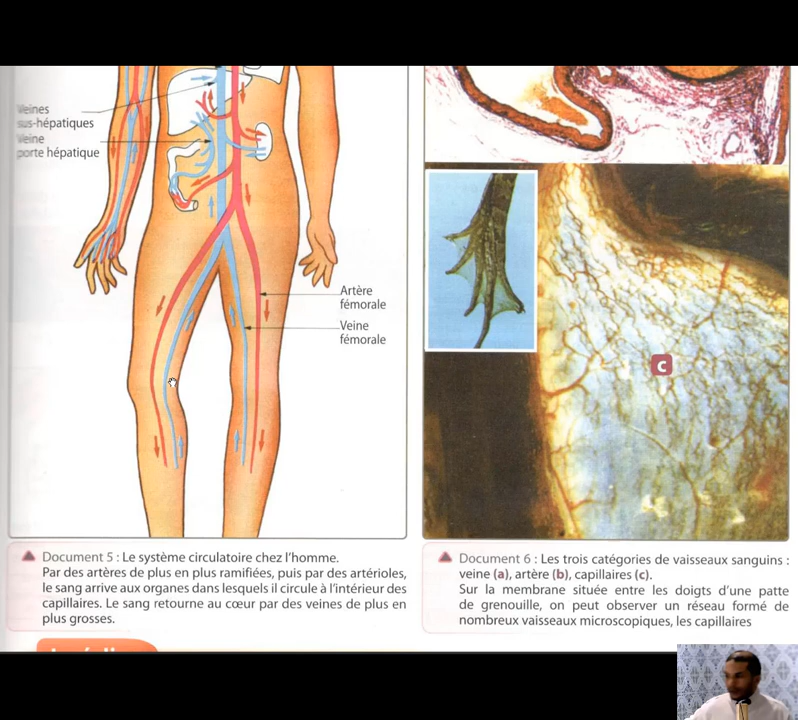 Veines
sus-hépatiques
Veine
porte hépatique
Artère
fémorale
Veine
fémorale
c
Document 5 : Le système circulatoire chez l'homme.
Par des artères de plus en plus ramifiées, puis par des artérioles,
le sang arrive aux organes dans lesquels il circule à l'intérieur des
capillaires. Le sang retourne au cœur par des veines de plus en
plus grosses.
Document 6 : Les trois catégories de vaisseaux sanguins :
veine (a), artère (b), capillaires (c).
Sur la membrane située entre les doigts d'une patte
de grenouille, on peut observer un réseau formé de
nombreux vaisseaux microscopiques, les capillaires